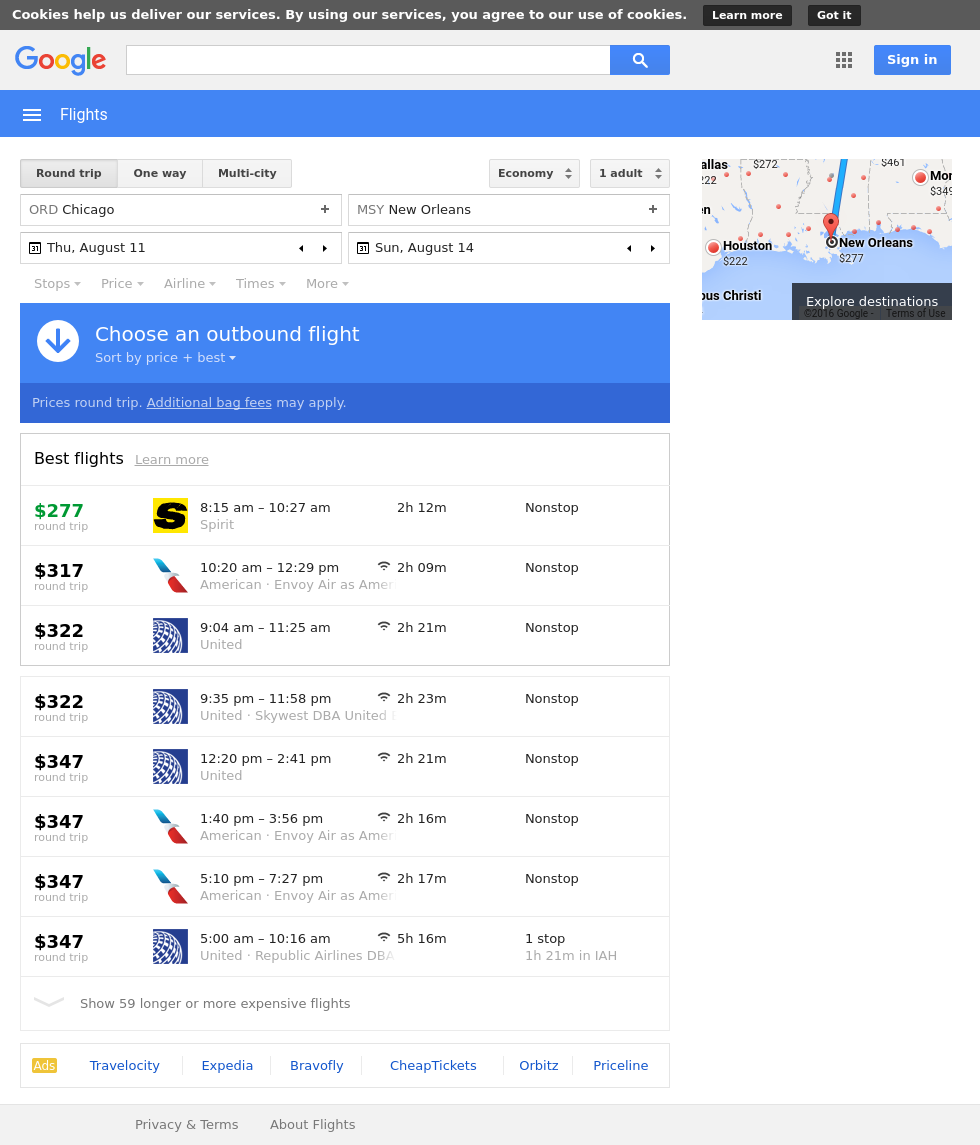 Cookies help us deliver our services. By using our services, you agree to our use of cookies. Learn more Got it
Google Sign in
Flights
Round trip One way Multi-city Economy 1 adult
ORD Chicago + MSY New Orleans +
31 Thu, August 11 31 Sun, August 14
Stops Price Airline Times More
$272 $461
$349
Houston
$222
New Orleans
$277
Explore destinations
©2016 Google - Terms of Use
Choose an outbound flight
Sort by price + best
Prices round trip. Additional bag fees may apply.
Best flights Learn more
$277 8:15 am – 10:27 am 2h 12m Nonstop
round trip Spirit
$317 10:20 am – 12:29 pm 2h 09m Nonstop
round trip American · Envoy Air as Amer
$322 9:04 am – 11:25 am 2h 21m Nonstop
round trip United
$322 9:35 pm – 11:58 pm 2h 23m Nonstop
round trip United · Skywest DBA United
$347 12:20 pm – 2:41 pm 2h 21m Nonstop
round trip United
$347 1:40 pm – 3:56 pm 2h 16m Nonstop
round trip American · Envoy Air as Amer
$347 5:10 pm – 7:27 pm 2h 17m Nonstop
round trip American · Envoy Air as Amer
$347 5:00 am – 10:16 am 5h 16m 1 stop
round trip United · Republic Airlines DBA 1h 21m in IAH
Show 59 longer or more expensive flights
Ads Travelocity Expedia Bravofly CheapTickets Orbitz Priceline
Privacy & Terms About Flights